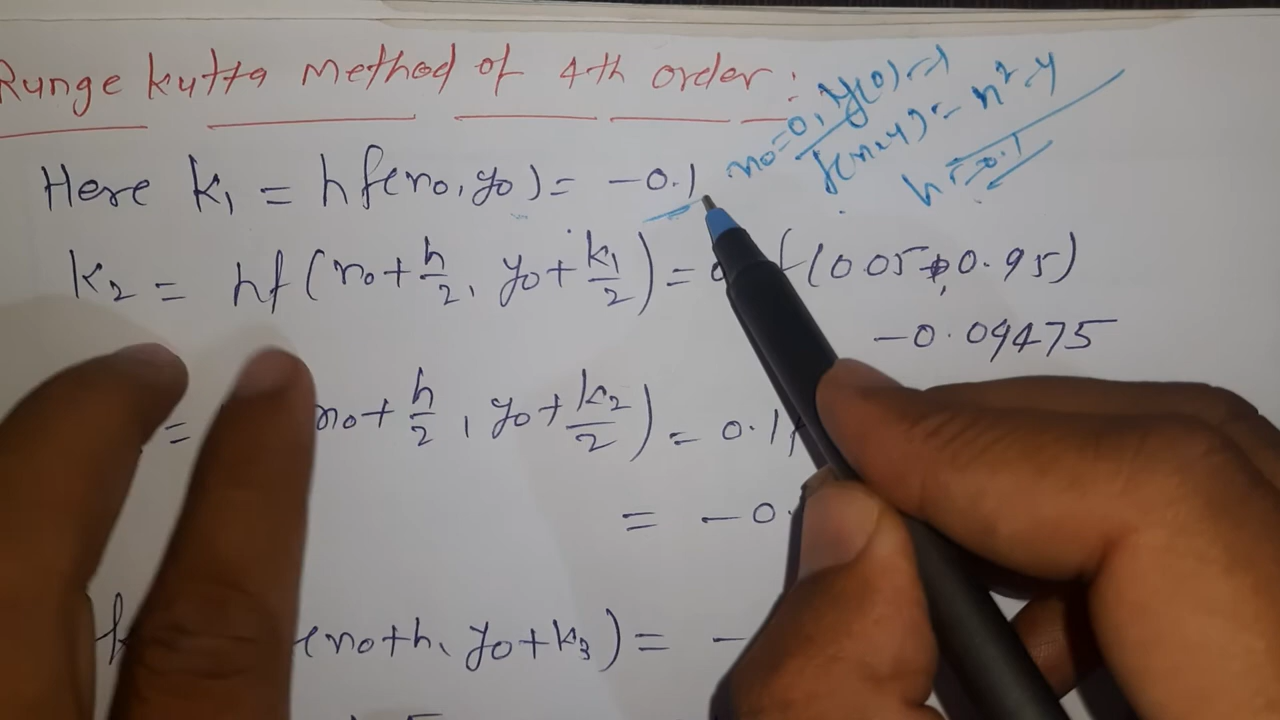 Runge Kutta Method of 4th order:
x0=0, y(0)=1
f(x,y)= x² - y
h=0.1
Here k₁ = hf(x₀, y₀) = -0.1
k₂ = hf(x₀+h/2, y₀+k₁/2) = f(0.05, 0.95)
-0.09475
= x₀+h/2, y₀+k₂/2) = 0.1f
= -0.
(x₀+h, y₀+k₃) = -